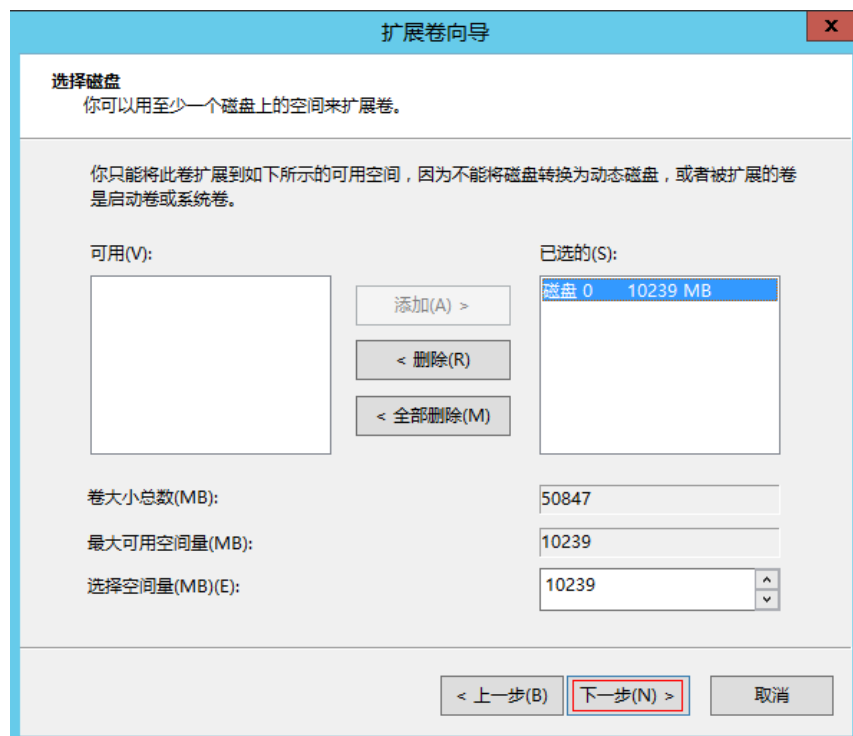 扩展卷向导
x
选择磁盘
你可以用至少一个磁盘上的空间来扩展卷。
你只能将此卷扩展到如下所示的可用空间，因为不能将磁盘转换为动态磁盘，或者被扩展的卷
是启动卷或系统卷。
可用(V):
已选的(S):
磁盘 0 10239 MB
添加(A) >
< 删除(R)
< 全部删除(M)
卷大小总数(MB):
50847
最大可用空间量(MB):
10239
选择空间量(MB)(E):
10239
< 上一步(B)
下一步(N) >
取消